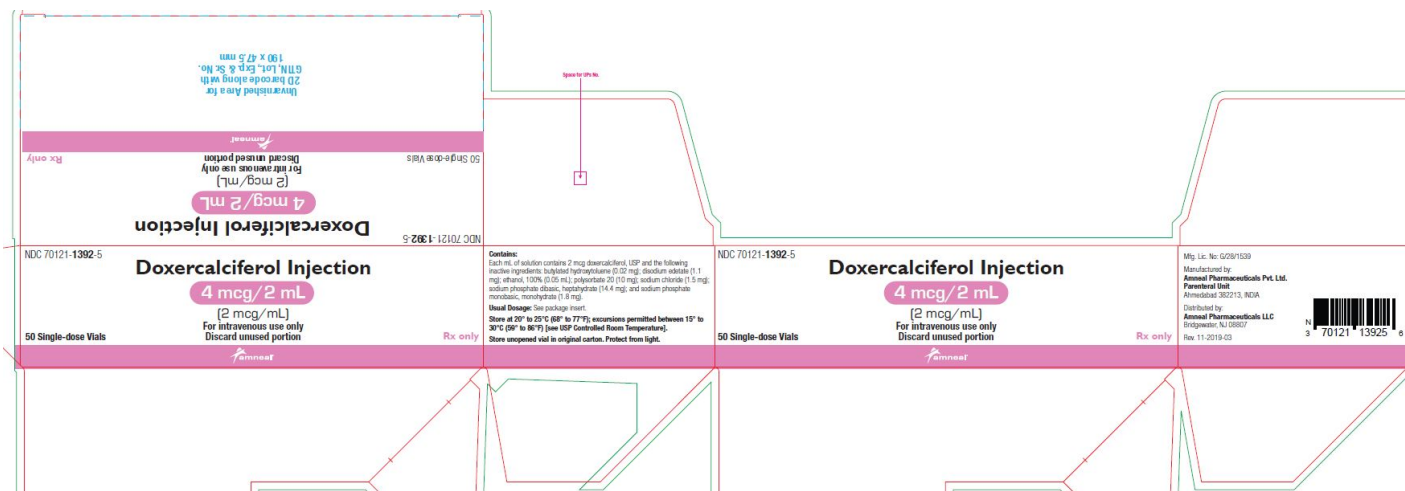 Unvarnished Area for
2D barcode along with
GTIN, Lot, Exp. & Sr. No.
190 x 47.5 mm
Space for UPs No.
amneal
Rx only
50 Single-dose Vials
Discard unused portion
For intravenous use only
(2 mcg/mL)
4 mcg/2 mL
Doxercalciferol Injection
NDC 70121-1392-5
NDC 70121-1392-5
Doxercalciferol Injection
4 mcg/2 mL
(2 mcg/mL)
For intravenous use only
50 Single-dose Vials
Discard unused portion
Rx only
amneal
Contains:
Each mL of solution contains 2 mcg doxercalciferol, USP and the following
inactive ingredients: butylated hydroxytoluene (0.02 mg); disodium edetate (1.1
mg); ethanol, 100% (0.05 mL); polysorbate 20 (10 mg); sodium chloride (1.5 mg);
sodium phosphate dibasic, heptahydrate (14.4 mg); and sodium phosphate
monobasic, monohydrate (1.8 mg).
Usual Dosage: See package insert.
Store at 20° to 25°C (68° to 77°F); excursions permitted between 15° to
30°C (59° to 86°F) [see USP Controlled Room Temperature].
Store unopened vial in original carton. Protect from light.
NDC 70121-1392-5
Doxercalciferol Injection
4 mcg/2 mL
(2 mcg/mL)
For intravenous use only
50 Single-dose Vials
Discard unused portion
Rx only
amneal
Mfg. Lic. No: G/28/1539
Manufactured by:
Amneal Pharmaceuticals Pvt. Ltd.
Parenteral Unit
Ahmedabad 382213, INDIA
Distributed by:
Amneal Pharmaceuticals LLC
Bridgewater, NJ 08807
Rev. 11-2019-03
N
3 70121 13925 6